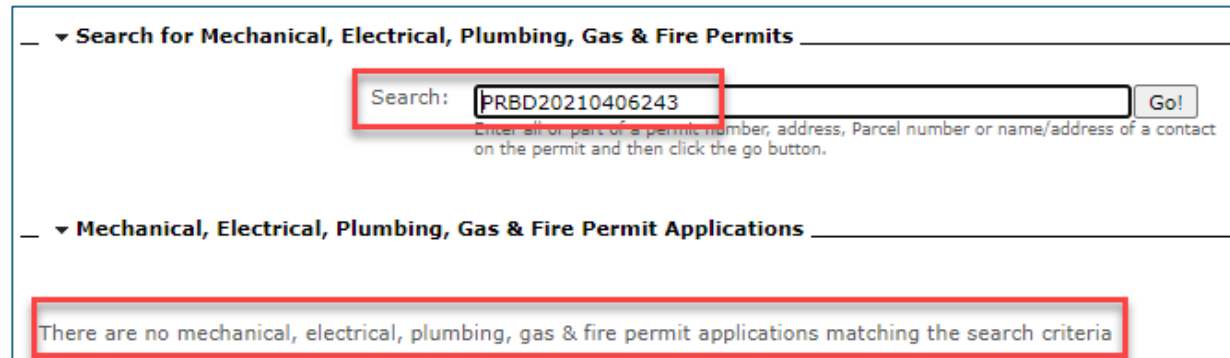 Search for Mechanical, Electrical, Plumbing, Gas & Fire Permits
Search: PRBD20210406243 Go!
Enter all or part of a permit number, address, Parcel number or name/address of a contact
on the permit and then click the go button.
Mechanical, Electrical, Plumbing, Gas & Fire Permit Applications
There are no mechanical, electrical, plumbing, gas & fire permit applications matching the search criteria